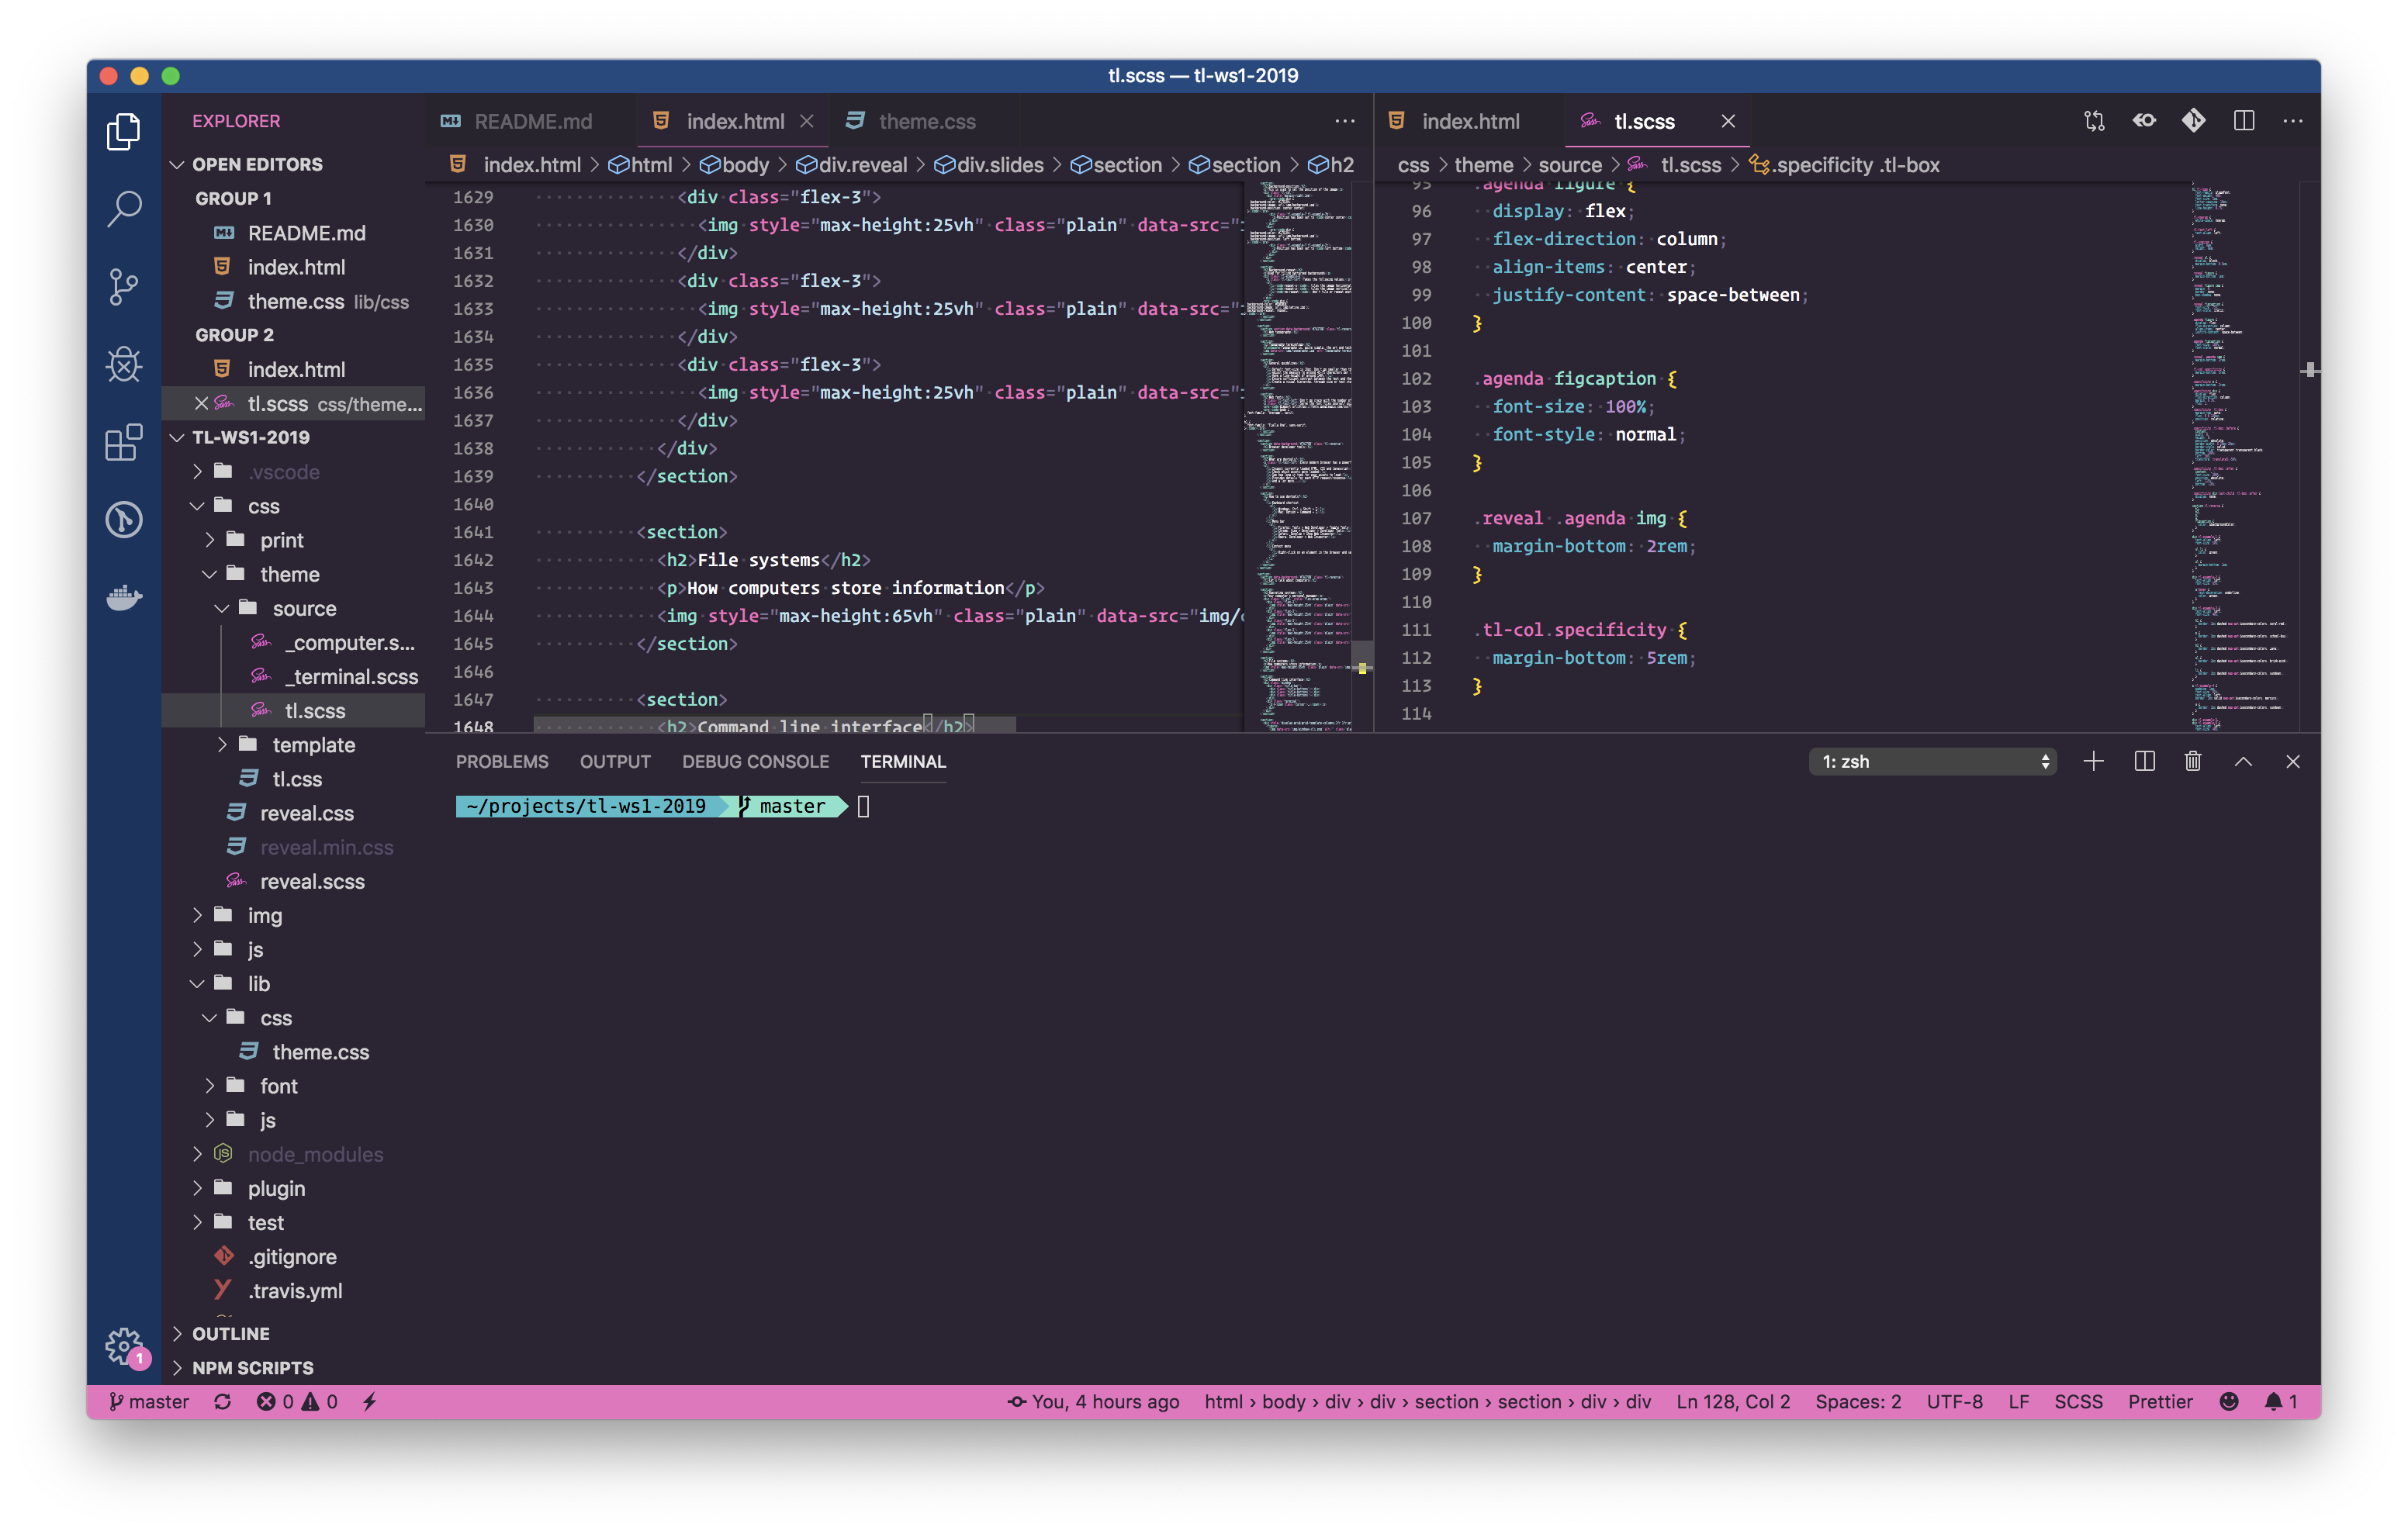 tl.scss — tl-ws1-2019
EXPLORER
OPEN EDITORS
GROUP 1
README.md
index.html
theme.css lib/css
GROUP 2
index.html
tl.scss css/theme...
TL-WS1-2019
.vscode
css
print
theme
source
_computer.s...
_terminal.scss
tl.scss
template
tl.css
reveal.css
reveal.min.css
reveal.scss
img
js
lib
css
theme.css
font
js
node_modules
plugin
test
.gitignore
.travis.yml
OUTLINE
NPM SCRIPTS
1
README.md
index.html
theme.css
index.html > html > body > div.reveal > div.slides > section > section > h2
1629 <div class="flex-3">
1630 <img style="max-height:25vh" class="plain" data-src="
1631 </div>
1632 <div class="flex-3">
1633 <img style="max-height:25vh" class="plain" data-src="
1634 </div>
1635 <div class="flex-3">
1636 <img style="max-height:25vh" class="plain" data-src="
1637 </div>
1638 </div>
1639 </section>
1640
1641 <section>
1642 <h2>File systems</h2>
1643 <p>How computers store information</p>
1644 <img style="max-height:65vh" class="plain" data-src="img/
1645 </section>
1646
1647 <section>
1648 <h2>Command line interface</h2>
index.html
tl.scss
css > theme > source > tl.scss > .specificity .tl-box
95 .agenda figure {
96 display: flex;
97 flex-direction: column;
98 align-items: center;
99 justify-content: space-between;
100 }
101
102 .agenda figcaption {
103 font-size: 100%;
104 font-style: normal;
105 }
106
107 .reveal .agenda img {
108 margin-bottom: 2rem;
109 }
110
111 .tl-col.specificity {
112 margin-bottom: 5rem;
113 }
114
PROBLEMS OUTPUT DEBUG CONSOLE TERMINAL
1: zsh
~/projects/tl-ws1-2019 master
master 0 0
You, 4 hours ago html › body › div › div › section › section › div › div Ln 128, Col 2 Spaces: 2 UTF-8 LF SCSS Prettier 1